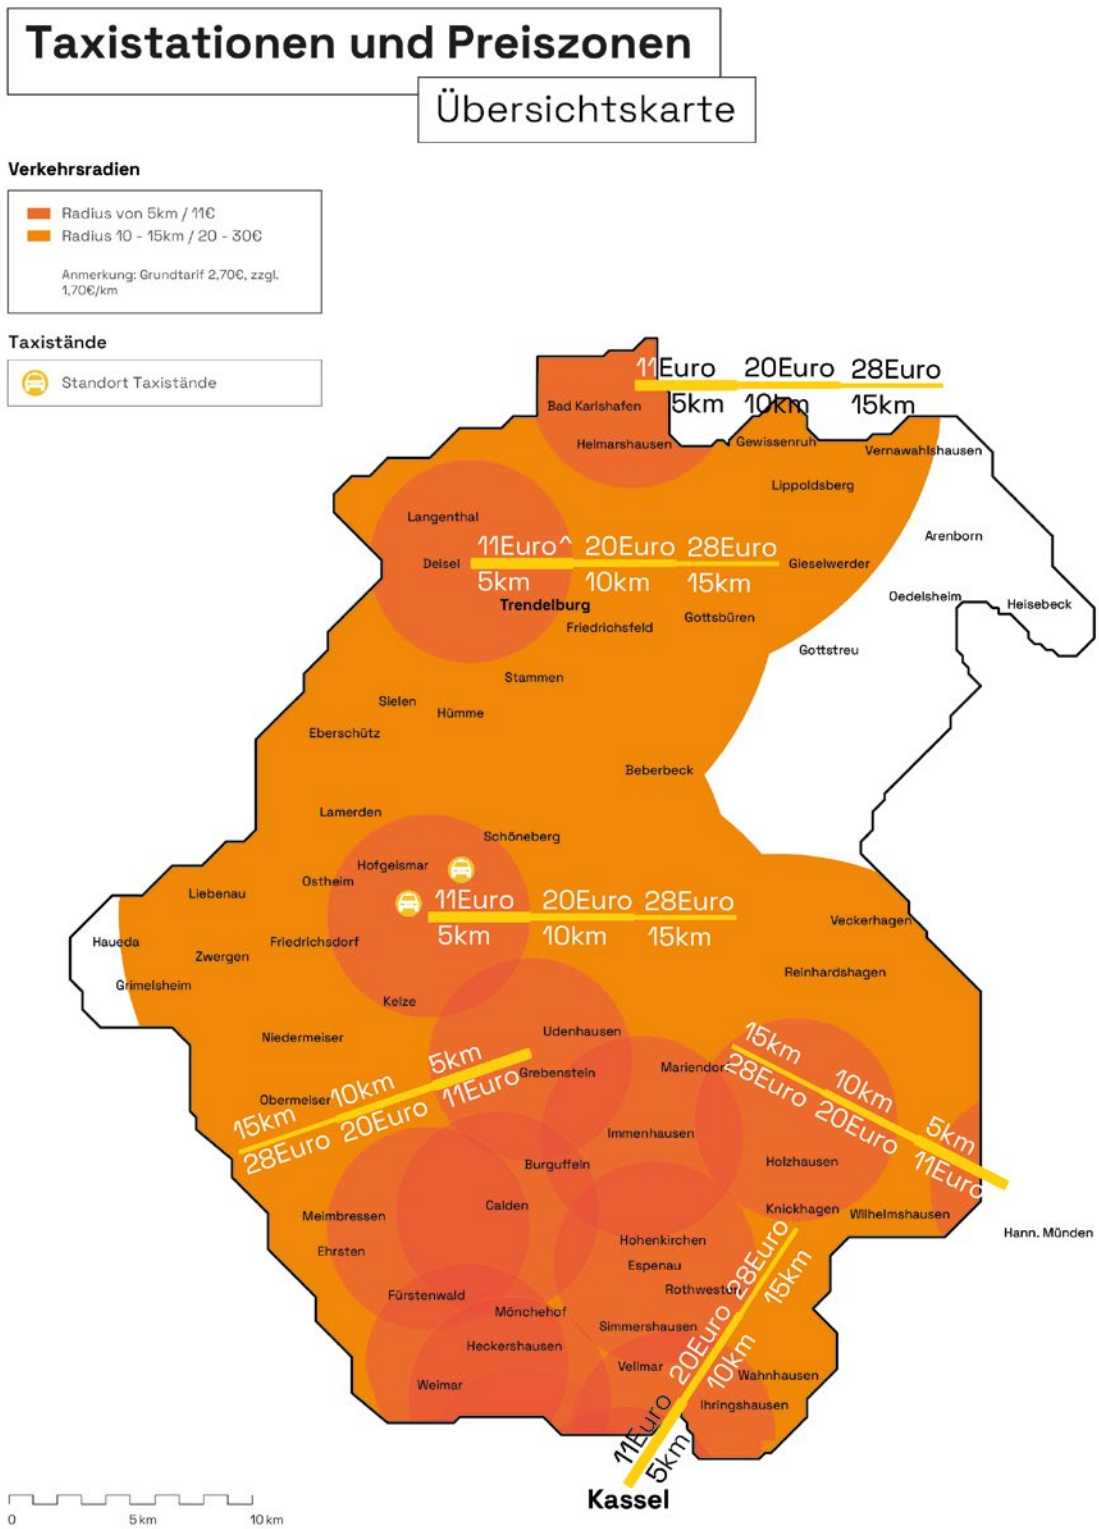 Taxistationen und Preiszonen
Übersichtskarte
Verkehrsradien
Radius von 5km / 11€
Radius 10 - 15km / 20 - 30€
Anmerkung: Grundtarif 2,70€, zzgl.
1,70€/km
Taxistände
Standort Taxistände
11Euro 20Euro 28Euro
5km 10km 15km
Bad Karlshafen
Helmarshausen
Gewissenruh
Vernawahlshausen
Lippoldsberg
Langenthal
Arenborn
11Euro^ 20Euro 28Euro
Deisel
Gieselwerder
5km 10km 15km
Oedelsheim
Heisebeck
Trendelburg
Gottsbüren
Friedrichsfeld
Gottstreu
Stammen
Sielen
Hümme
Eberschütz
Beberbeck
Lamerden
Schöneberg
Hofgeismar
Ostheim
Liebenau
11Euro 20Euro 28Euro
5km 10km 15km
Veckerhagen
Haueda
Friedrichsdorf
Zwergen
Reinhardshagen
Grimelsheim
Kelze
Niedermeiser
Udenhausen
15km 10km 5km
28Euro 20Euro 11Euro
Grebenstein
Mariendorf
15km 10km 5km
28Euro 20Euro 11Euro
Obermeiser
Immenhausen
Burguffeln
Holzhausen
Calden
Knickhagen
Wilhelmshausen
Meimbressen
Hann. Münden
Hohenkirchen
Ehrsten
Espenau
Rothwesten
Fürstenwald
Mönchehof
Simmershausen
Heckershausen
Vellmar
Wahnhausen
Weimar
Ihringshausen
11Euro 20Euro 28Euro
5km 10km 15km
Kassel
0 5km 10km